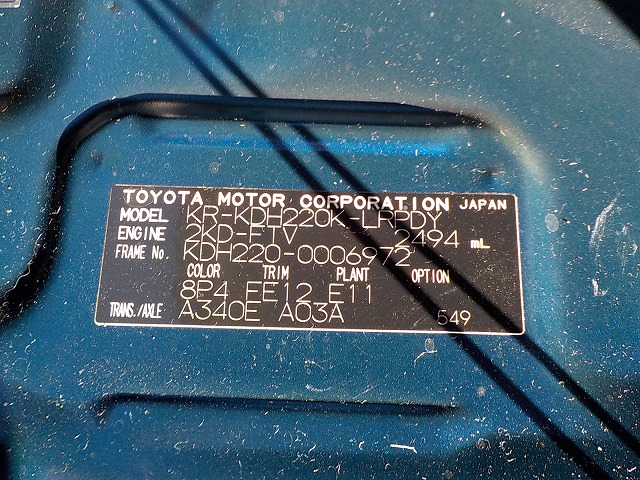 TOYOTA MOTOR CORPORATION JAPAN
MODEL KR-KDH220K-LRPDY
ENGINE 2KD-FTV 2494 mL
FRAME No. KDH220-0006972
COLOR TRIM PLANT OPTION
8P4 FE12 E11
TRANS./AXLE A340E A03A 549